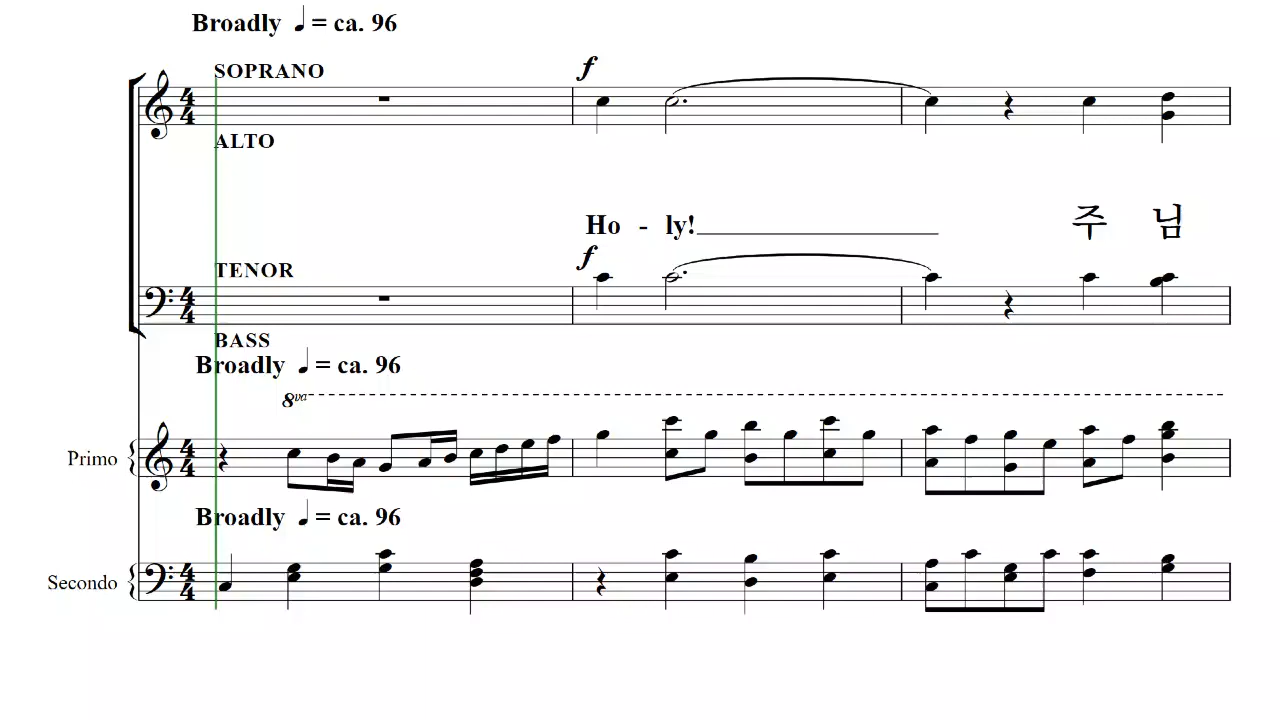 Broadly ♩ = ca. 96
SOPRANO
f
ALTO
Ho - ly! 주 님
f
TENOR
BASS
Broadly ♩ = ca. 96
8va
Primo
Broadly ♩ = ca. 96
Secondo